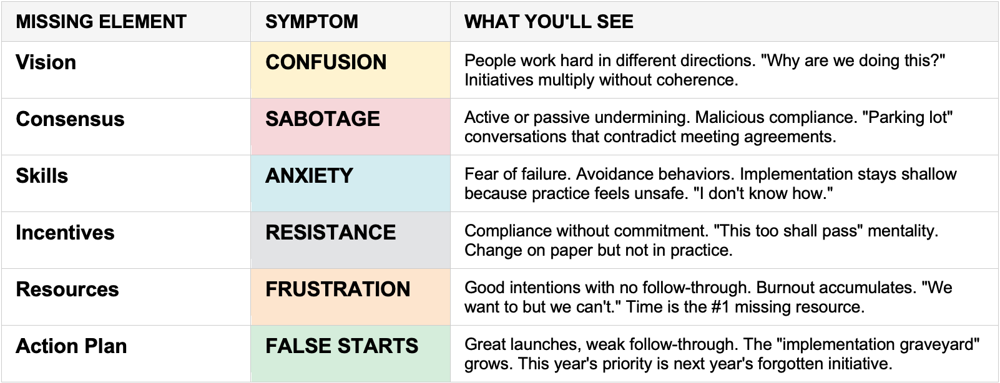 MISSING ELEMENT SYMPTOM WHAT YOU'LL SEE
Vision CONFUSION People work hard in different directions. "Why are we doing this?"
Initiatives multiply without coherence.
Consensus SABOTAGE Active or passive undermining. Malicious compliance. "Parking lot"
conversations that contradict meeting agreements.
Skills ANXIETY Fear of failure. Avoidance behaviors. Implementation stays shallow
because practice feels unsafe. "I don't know how."
Incentives RESISTANCE Compliance without commitment. "This too shall pass" mentality.
Change on paper but not in practice.
Resources FRUSTRATION Good intentions with no follow-through. Burnout accumulates. "We
want to but we can't." Time is the #1 missing resource.
Action Plan FALSE STARTS Great launches, weak follow-through. The "implementation graveyard"
grows. This year's priority is next year's forgotten initiative.